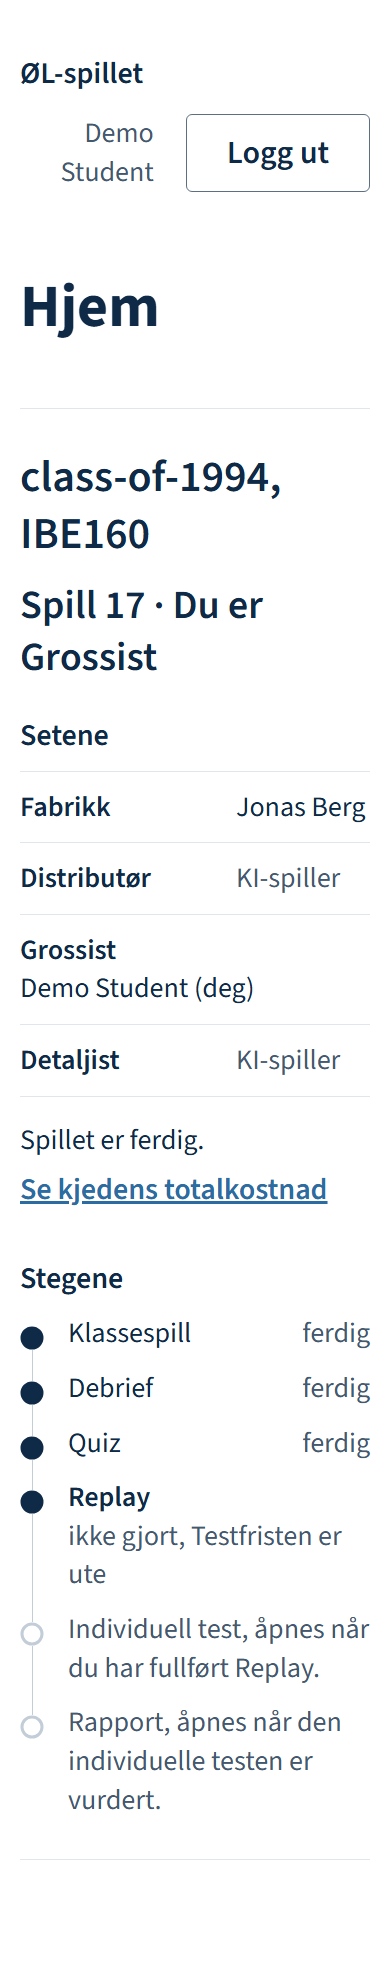 ØL-spillet
Demo
Student
Logg ut
Hjem
class-of-1994,
IBE160
Spill 17 · Du er
Grossist
Setene
Fabrikk Jonas Berg
Distributør KI-spiller
Grossist
Demo Student (deg)
Detaljist KI-spiller
Spillet er ferdig.
Se kjedens totalkostnad
Stegene
Klassespill ferdig
Debrief ferdig
Quiz ferdig
Replay
ikke gjort, Testfristen er
ute
Individuell test, åpnes når
du har fullført Replay.
Rapport, åpnes når den
individuelle testen er
vurdert.